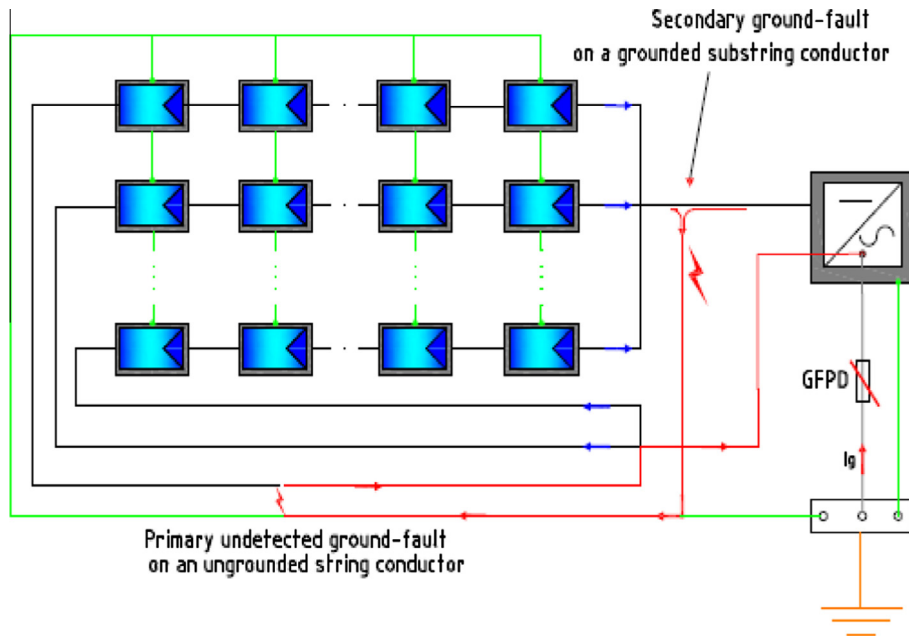 Secondary ground-fault
on a grounded substring conductor
GFPD
Ig
Primary undetected ground-fault
on an ungrounded string conductor